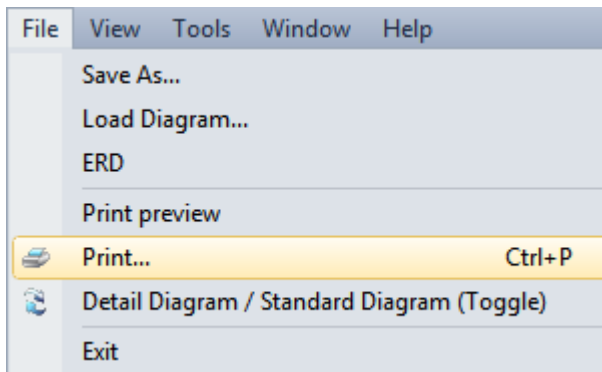 File View Tools Window Help
Save As...
Load Diagram...
ERD
Print preview
Print... Ctrl+P
Detail Diagram / Standard Diagram (Toggle)
Exit